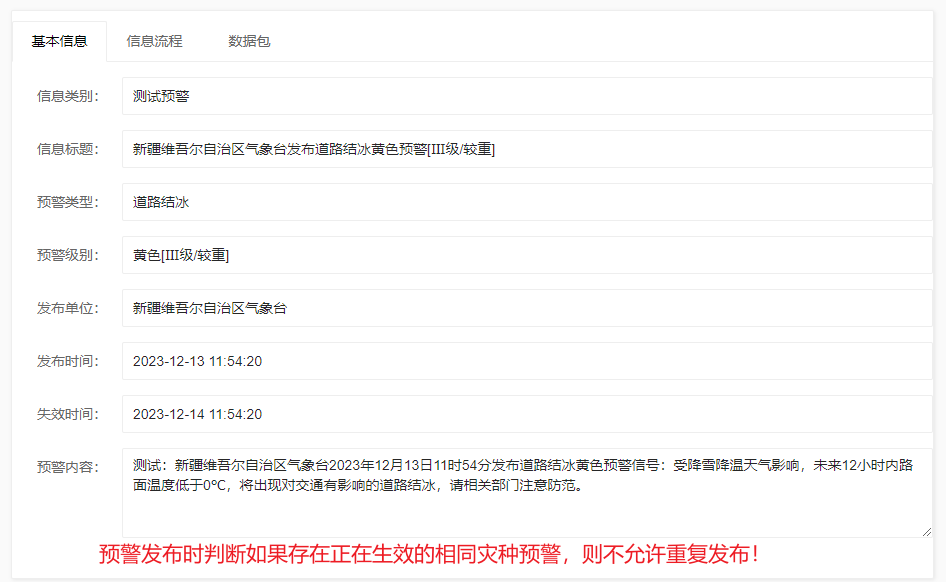 基本信息 信息流程 数据包
信息类别： 测试预警
信息标题： 新疆维吾尔自治区气象台发布道路结冰黄色预警[III级/较重]
预警类型： 道路结冰
预警级别： 黄色[III级/较重]
发布单位： 新疆维吾尔自治区气象台
发布时间： 2023-12-13 11:54:20
失效时间： 2023-12-14 11:54:20
预警内容： 测试：新疆维吾尔自治区气象台2023年12月13日11时54分发布道路结冰黄色预警信号：受降雪降温天气影响，未来12小时内路
面温度低于0℃，将出现对交通有影响的道路结冰，请相关部门注意防范。
预警发布时判断如果存在正在生效的相同灾种预警，则不允许重复发布！